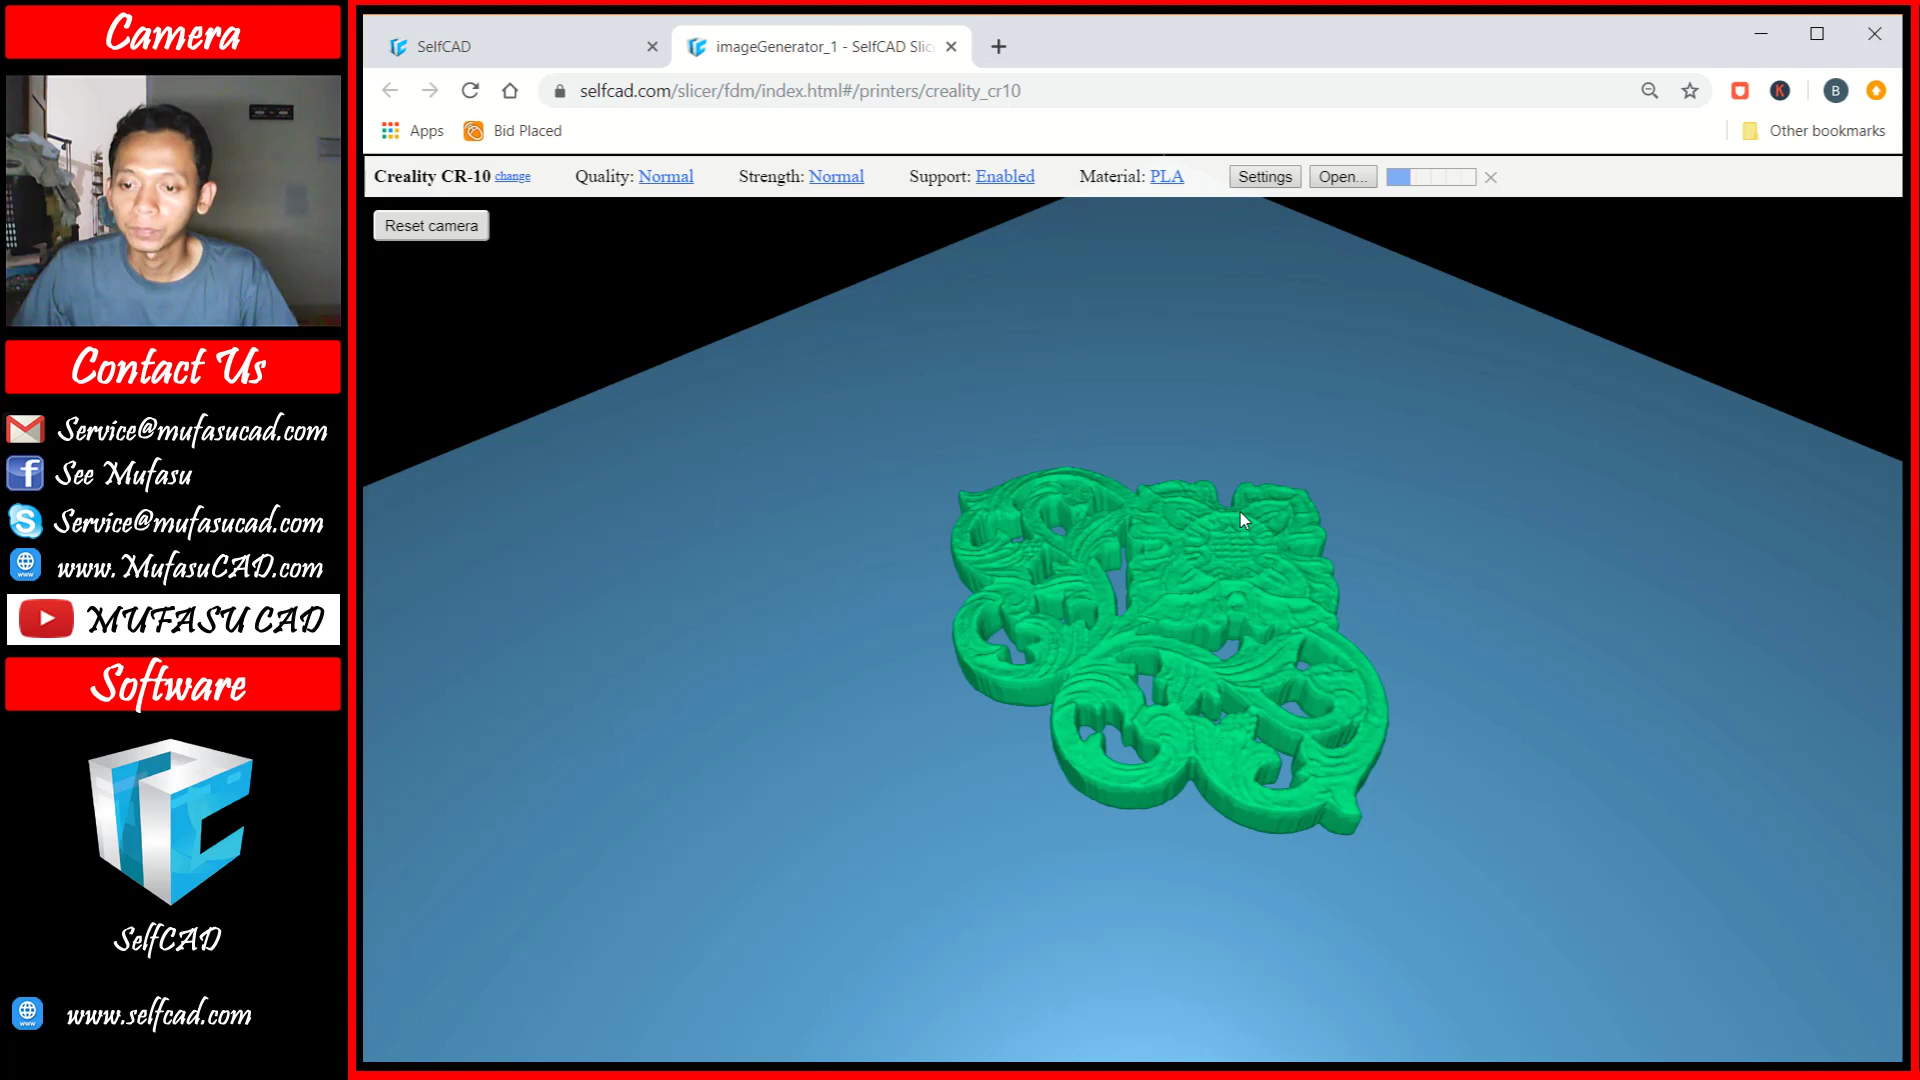 Camera
Contact Us
Service@mufasucad.com
See Mufasu
Service@mufasucad.com
www.MufasuCAD.com
MUFASU CAD
Software
SelfCAD
www.selfcad.com
SelfCAD
imageGenerator_1 - SelfCAD Slic
selfcad.com/slicer/fdm/index.html#/printers/creality_cr10
K
B
Apps
Bid Placed
Other bookmarks
Creality CR-10 change Quality: Normal Strength: Normal Support: Enabled Material: PLA Settings Open...
Reset camera